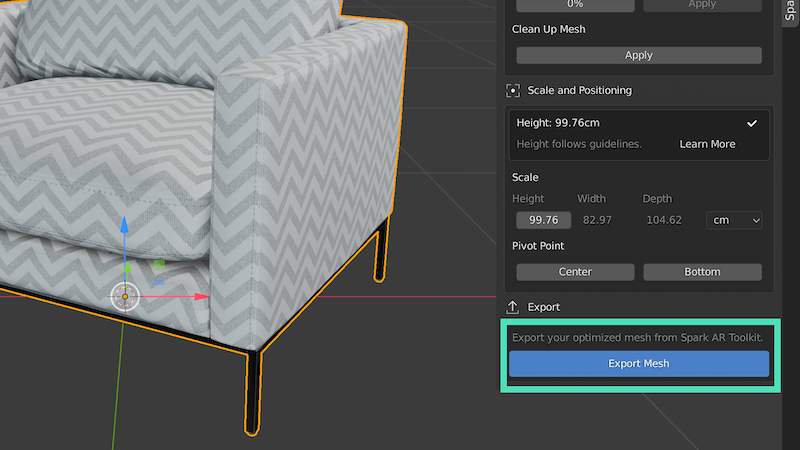 Spa
0%
Apply
Clean Up Mesh
Apply
Scale and Positioning
Height: 99.76cm
Height follows guidelines.
Learn More
Scale
Height Width Depth
99.76 82.97 104.62 cm
Pivot Point
Center Bottom
Export
Export your optimized mesh from Spark AR Toolkit.
Export Mesh